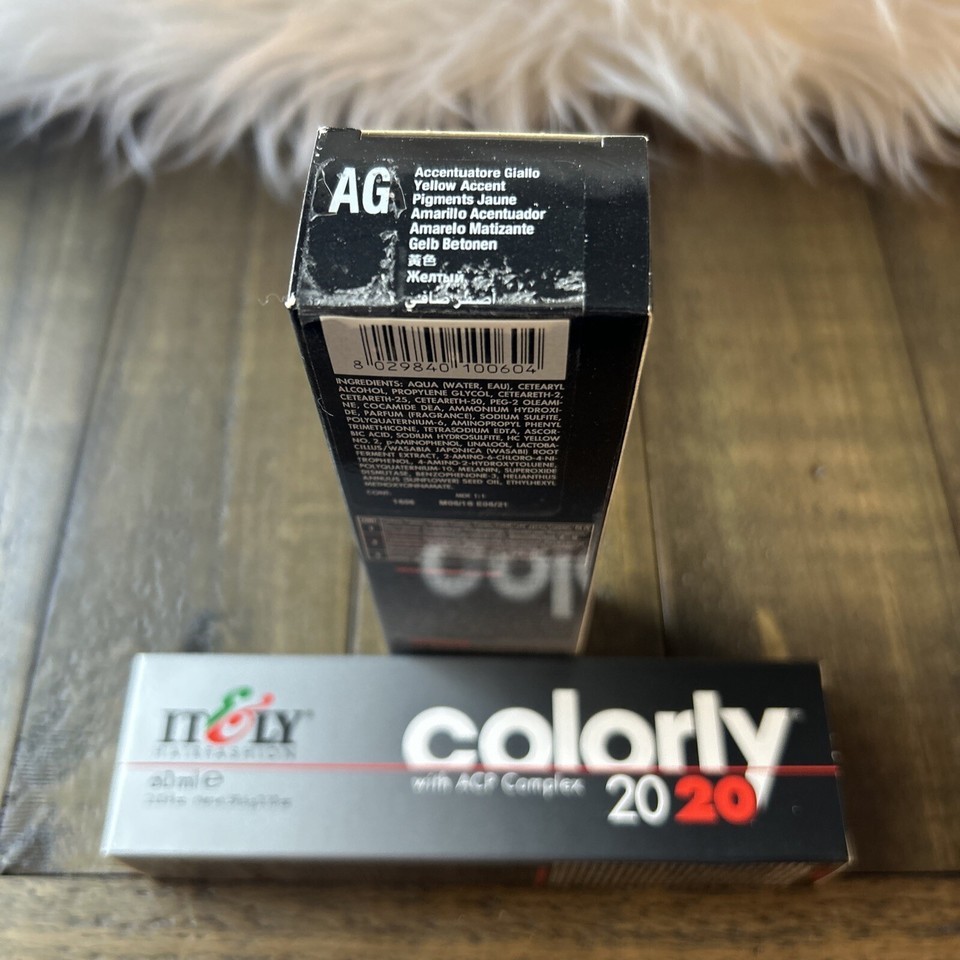 AG
Accentuatore Giallo
Yellow Accent
Pigments Jaune
Amarillo Acentuador
Amarelo Matizante
Gelb Betonen
黃色
Желтый
أصفر صافي
8 029840 100604
INGREDIENTS: AQUA (WATER, EAU), CETEARYL
ALCOHOL, PROPYLENE GLYCOL, CETEARETH-2,
CETEARETH-25, CETEARETH-50, PEG-2 OLEAMI-
NE, COCAMIDE DEA, AMMONIUM HYDROXI-
DE, PARFUM (FRAGRANCE), SODIUM SULFITE,
POLYQUATERNIUM-6, AMINOPROPYL PHENYL
TRIMETHICONE, TETRASODIUM EDTA, ASCOR-
BIC ACID, SODIUM HYDROSULFITE, HC YELLOW
NO. 2, p-AMINOPHENOL, LINALOOL, LACTOBA-
CILLUS/WASABIA JAPONICA (WASABI) ROOT
FERMENT EXTRACT, 2-AMINO-6-CHLORO-4-NI-
TROPHENOL, 4-AMINO-2-HYDROXYTOLUENE,
POLYQUATERNIUM-10, MELANIN, SUPEROXIDE
DISMUTASE, BENZOPHENONE-3, HELIANTHUS
ANNUUS (SUNFLOWER) SEED OIL, ETHYLHEXYL
METHOXYCINNAMATE.
MIX 1:1
colo
IT&LY
HAIRFASHION
60ml e
colorly
with ACP Complex
20 20